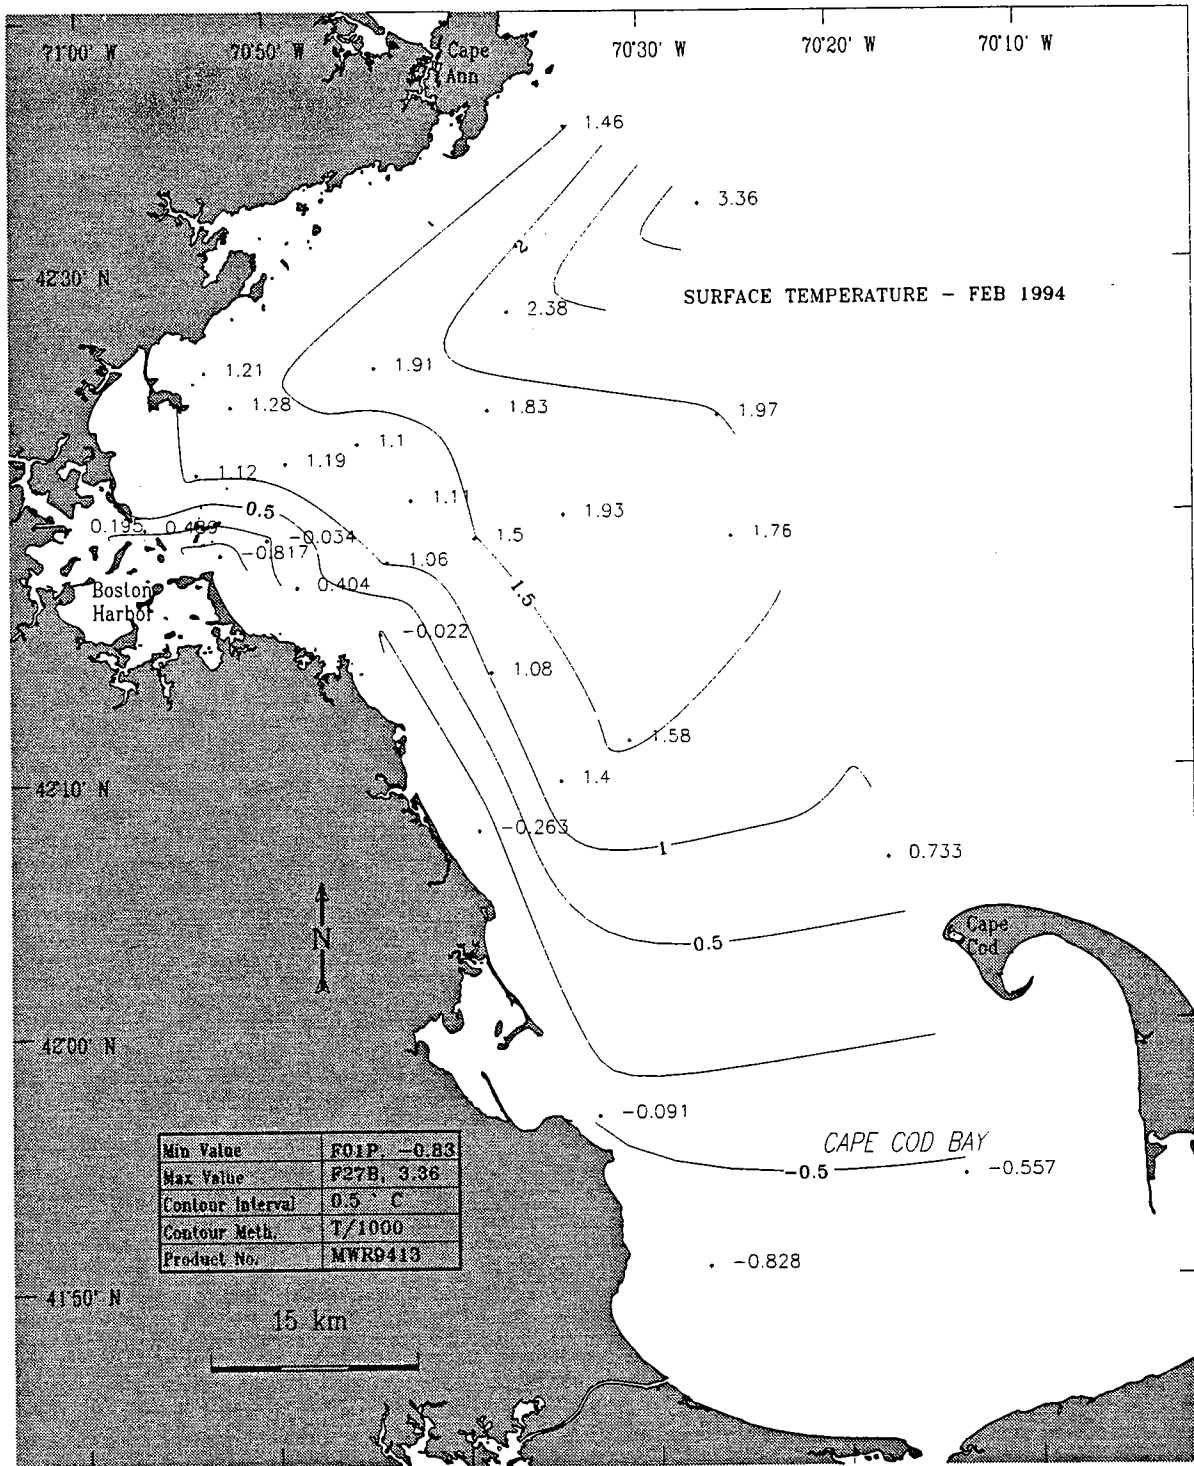 71°00' W
70°50' W
70°30' W
70°20' W
70°10' W
Cape
Ann
1.46
3.36
2
42°30' N
SURFACE TEMPERATURE - FEB 1994
2.38
1.21
1.91
1.28
1.83
1.97
1.1
1.19
1.12
1.11
0.5
1.93
0.195
0.489
-0.034
1.5
1.76
-0.817
1.06
Boston
Harbor
0.404
1.5
-0.022
1.08
1.58
1.4
42°10' N
-0.263
1
0.733
N
0.5
Cape
Cod
42°00' N
-0.091
CAPE COD BAY
-0.5
-0.557
Min Value F01P, -0.83
Max Value F27B, 3.36
Contour Interval 0.5 ° C
Contour Meth. T/1000
Product No. MWR9413
-0.828
41°50' N
15 km